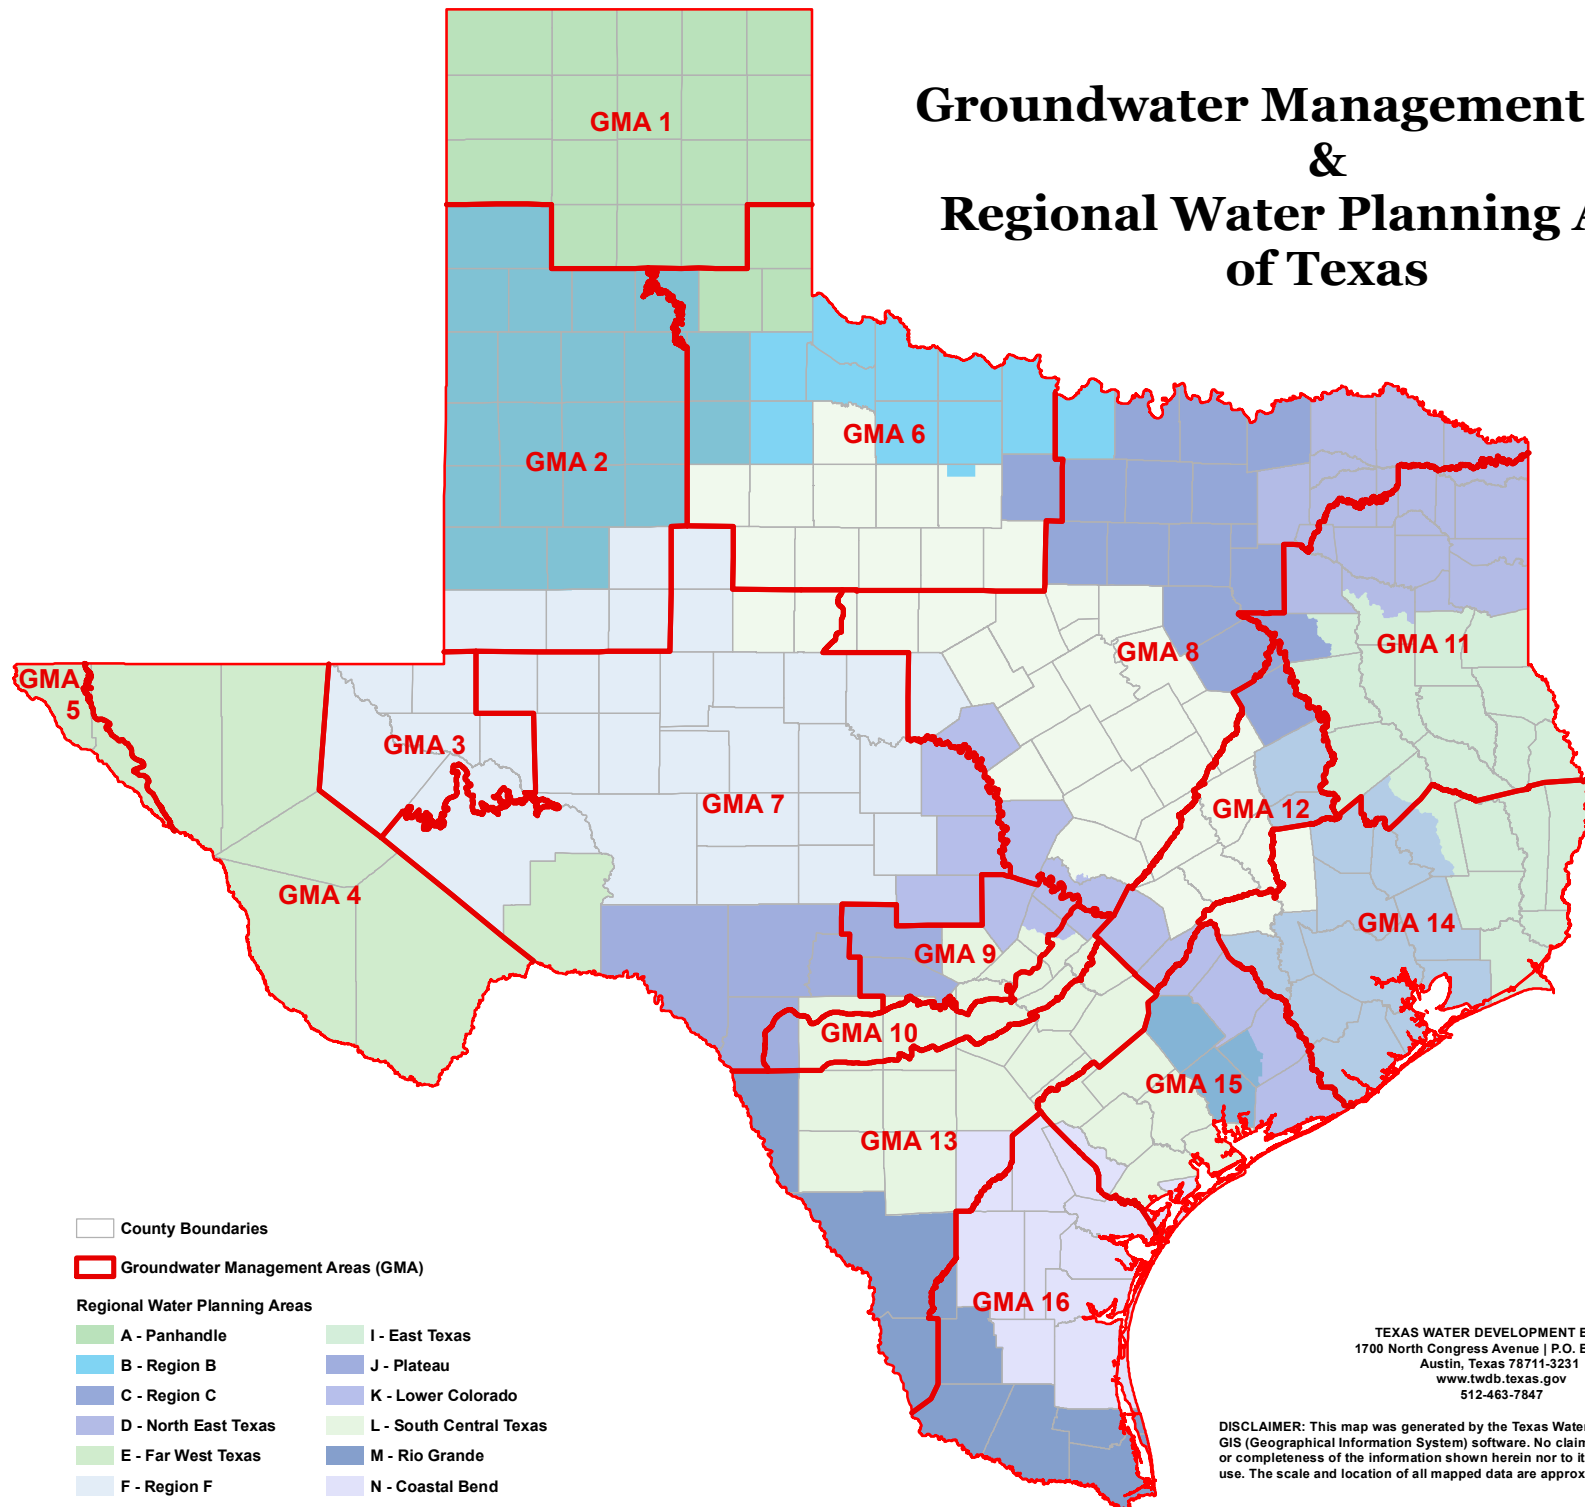 Groundwater Management
&
Regional Water Planning
of Texas
GMA 1
GMA 2
GMA 6
GMA 8
GMA 11
GMA
5
GMA 3
GMA 7
GMA 12
GMA 4
GMA 9
GMA 14
GMA 10
GMA 15
GMA 13
GMA 16
County Boundaries
Groundwater Management Areas (GMA)
Regional Water Planning Areas
A - Panhandle
B - Region B
C - Region C
D - North East Texas
E - Far West Texas
F - Region F
I - East Texas
J - Plateau
K - Lower Colorado
L - South Central Texas
M - Rio Grande
N - Coastal Bend
TEXAS WATER DEVELOPMENT
1700 North Congress Avenue | P.O.
Austin, Texas 78711-3231
www.twdb.texas.gov
512-463-7847
DISCLAIMER: This map was generated by the Texas Water
GIS (Geographical Information System) software. No
or completeness of the information shown herein nor to
use. The scale and location of all mapped data are